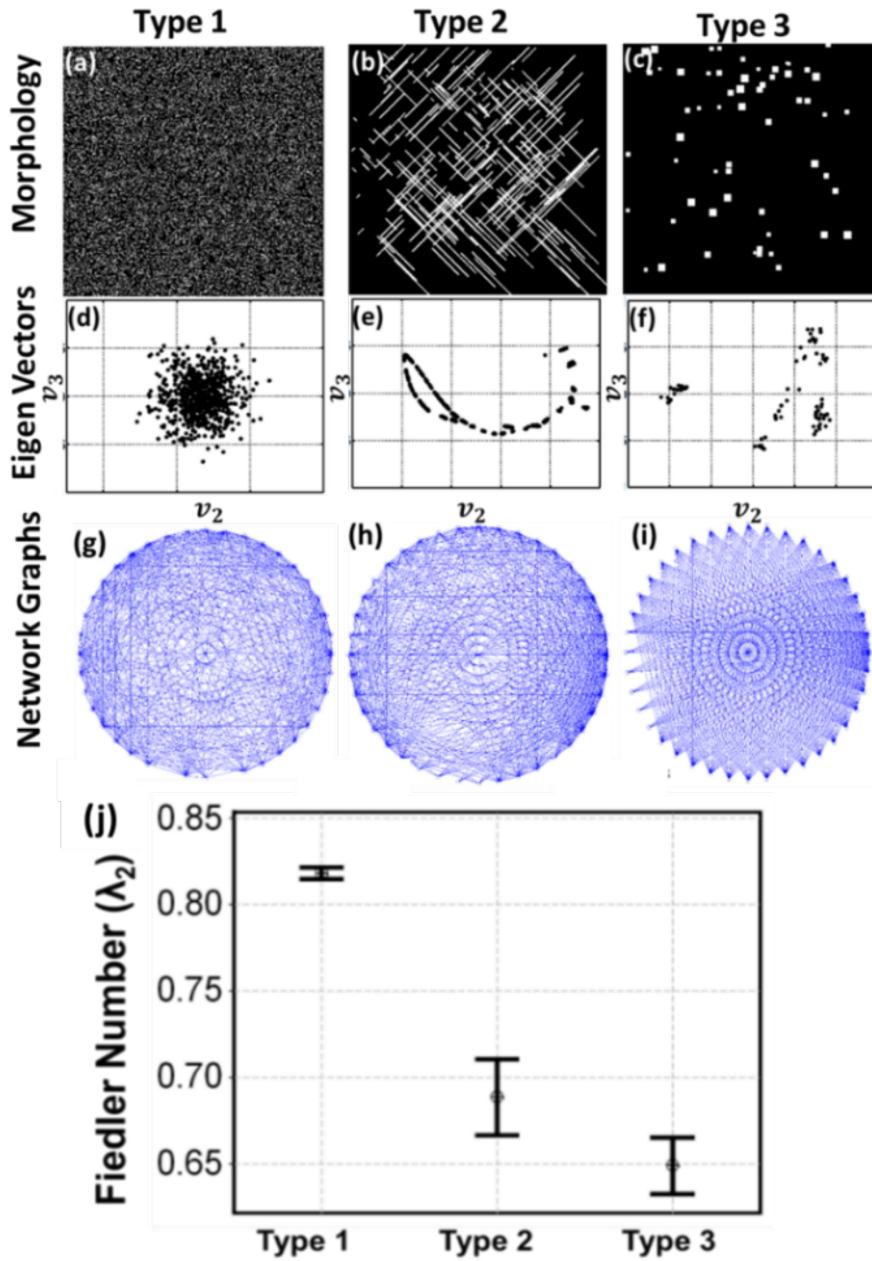 Type 1 Type 2 Type 3
Morphology
(a) (b) (c)
Eigen Vectors
(d) (e) (f)
v₃ v₃ v₃
v₂ v₂ v₂
Network Graphs
(g) (h) (i)
(j)
Fiedler Number (λ₂)
0.85
0.80
0.75
0.70
0.65
Type 1 Type 2 Type 3